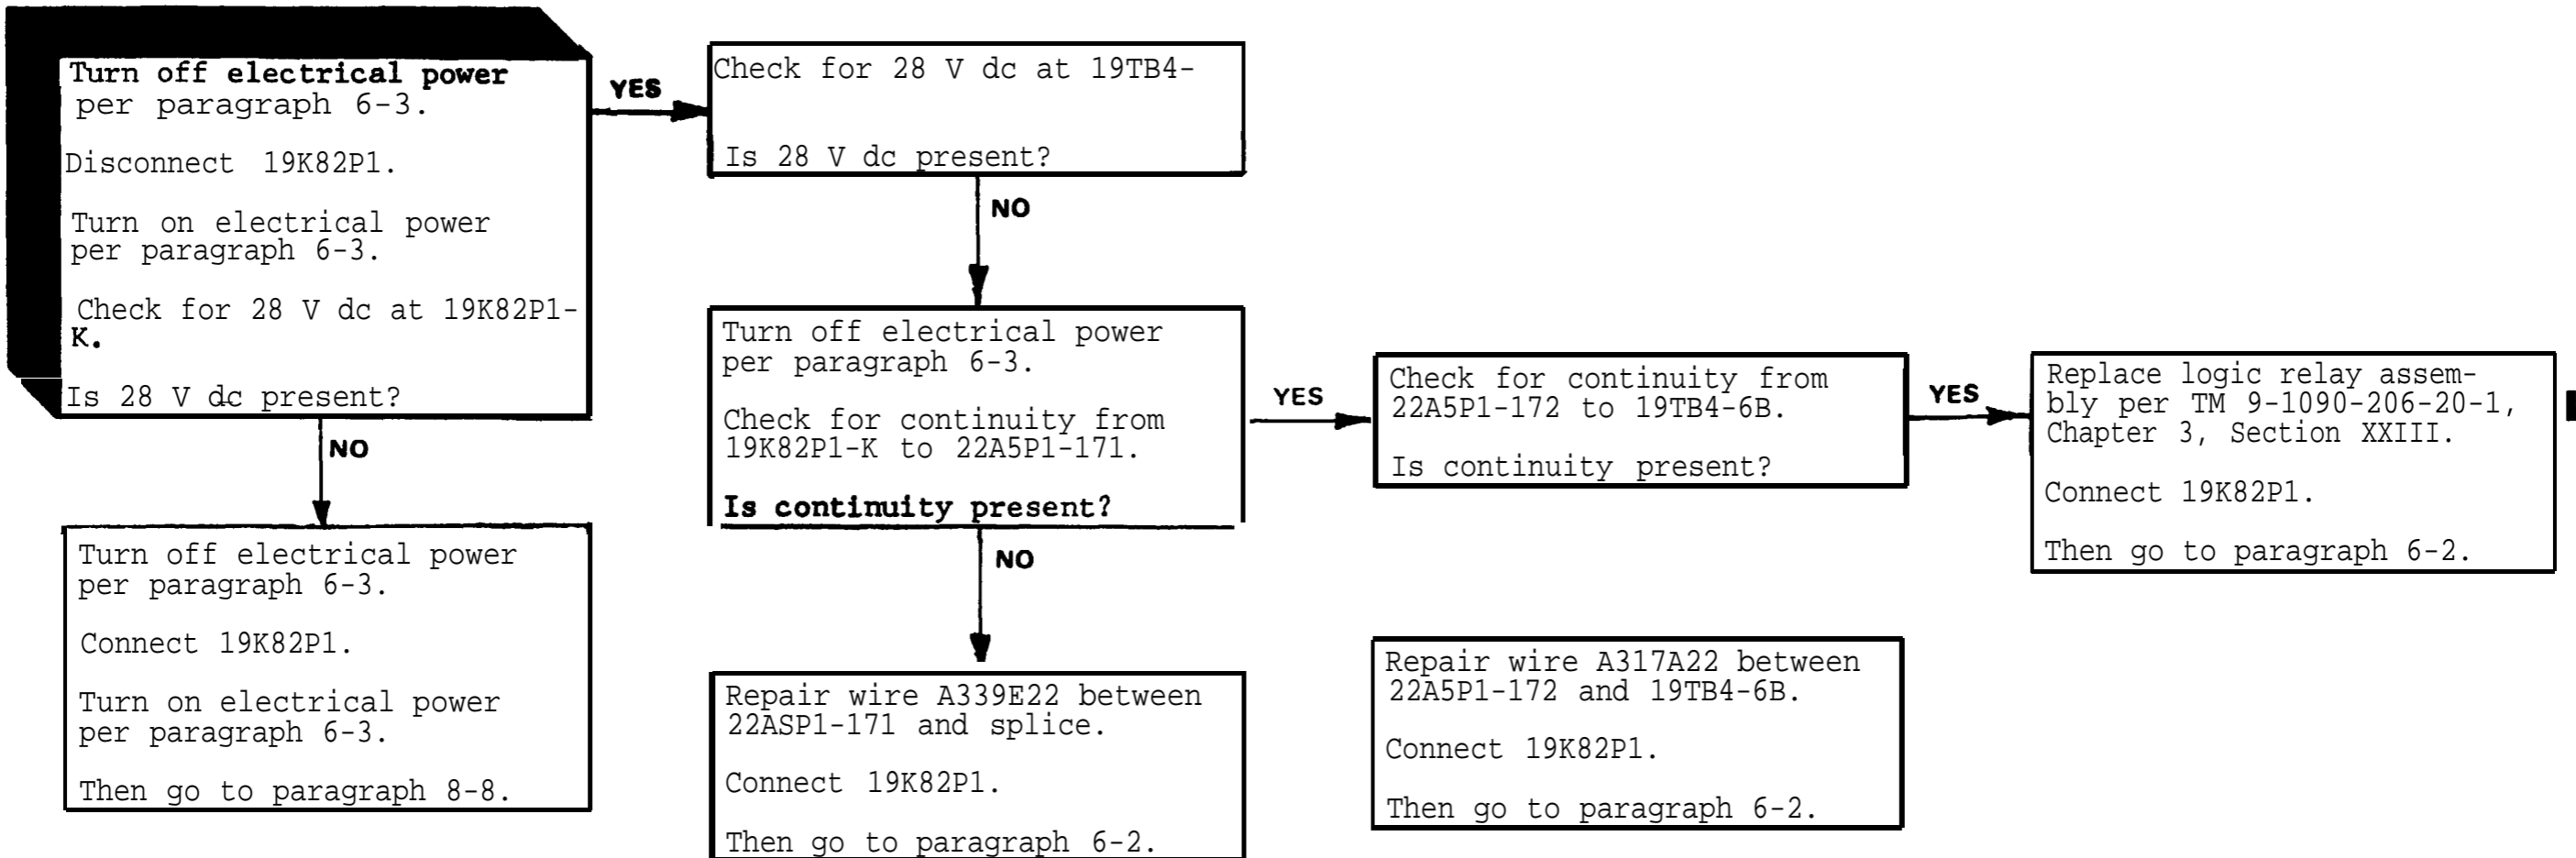 Turn off electrical power
per paragraph 6-3.
Disconnect 19K82P1.
Turn on electrical power
per paragraph 6-3.
Check for 28 V dc at 19K82P1-
K.
Is 28 V dc present?
YES
NO
Turn off electrical power
per paragraph 6-3.
Connect 19K82P1.
Turn on electrical power
per paragraph 6-3.
Then go to paragraph 8-8.
Check for 28 V dc at 19TB4-
Is 28 V dc present?
NO
Turn off electrical power
per paragraph 6-3.
Check for continuity from
19K82P1-K to 22A5P1-171.
Is continuity present?
YES
NO
Repair wire A339E22 between
22ASP1-171 and splice.
Connect 19K82P1.
Then go to paragraph 6-2.
Check for continuity from
22A5P1-172 to 19TB4-6B.
Is continuity present?
YES
Repair wire A317A22 between
22A5P1-172 and 19TB4-6B.
Connect 19K82P1.
Then go to paragraph 6-2.
Replace logic relay assem-
bly per TM 9-1090-206-20-1,
Chapter 3, Section XXIII.
Connect 19K82P1.
Then go to paragraph 6-2.